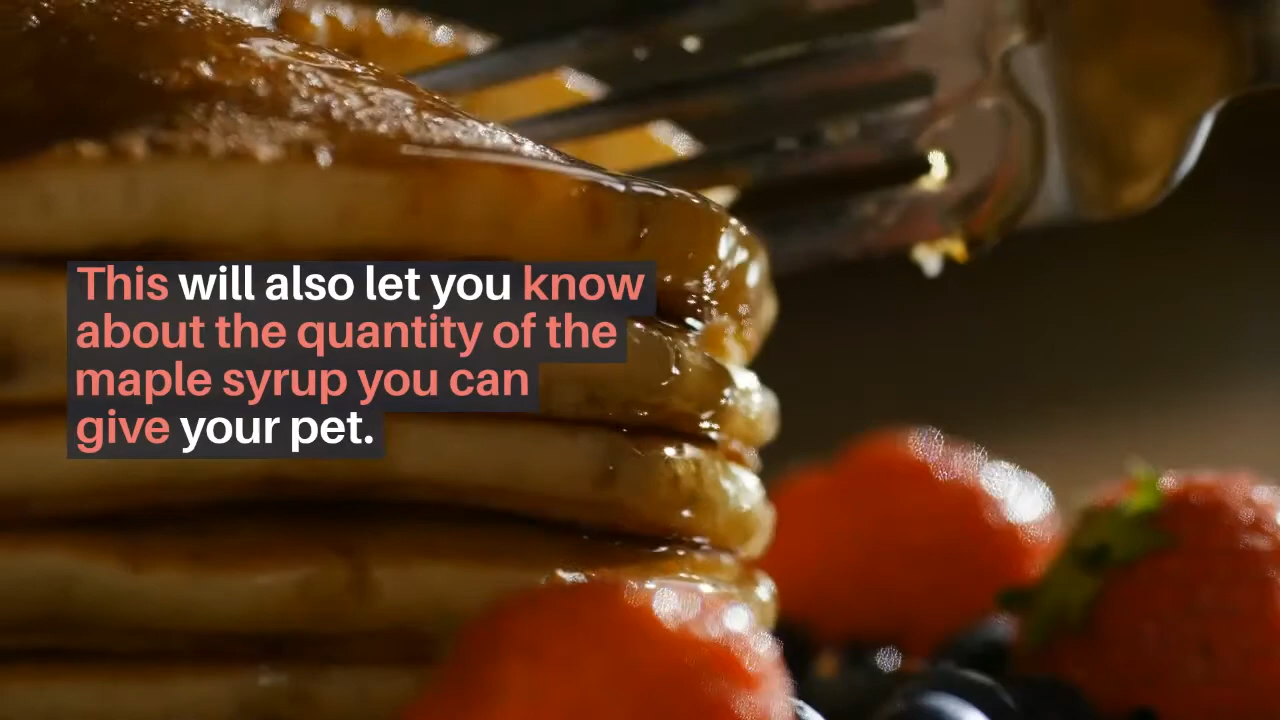 This will also let you know
about the quantity of the
maple syrup you can
give your pet.